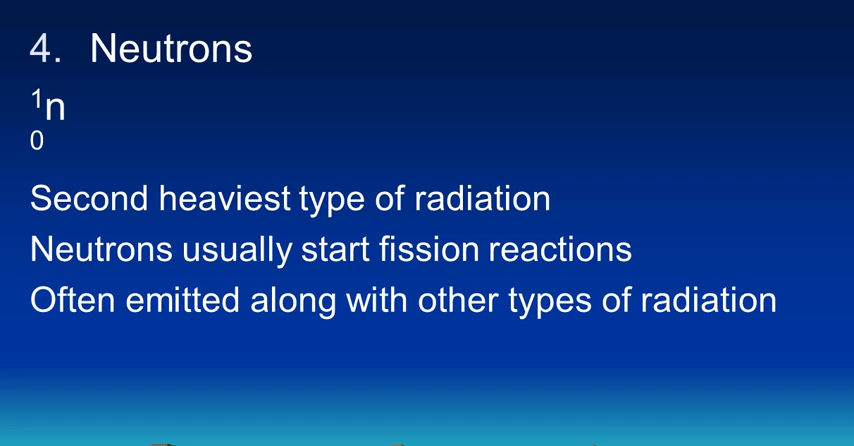 4. Neutrons
¹n
0
Second heaviest type of radiation
Neutrons usually start fission reactions
Often emitted along with other types of radiation